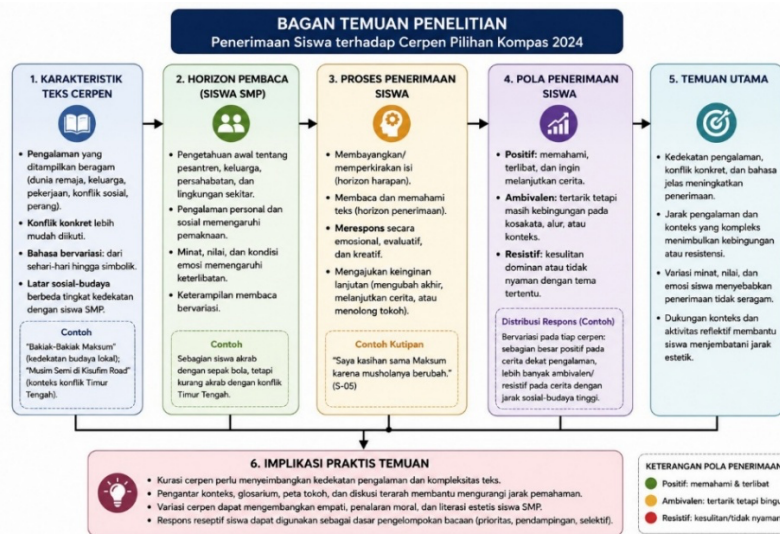 BAGAN TEMUAN PENELITIAN
Penerimaan Siswa terhadap Cerpen Pilihan Kompas 2024
1. KARAKTERISTIK
TEKS CERPEN
• Pengalaman yang
ditampilkan beragam
(dunia remaja, keluarga,
pekerjaan, konflik sosial,
perang).
• Konflik konkret lebih
mudah diikuti.
• Bahasa bervariasi: dari
sehari-hari hingga simbolik.
• Latar sosial-budaya
berbeda tingkat kedekatan
dengan siswa SMP.
Contoh
"Bakiak-Bakiak Maksum"
(kedekatan budaya lokal);
"Musim Semi di Kisufim Road"
(konteks konflik Timur
Tengah).
2. HORIZON PEMBACA
(SISWA SMP)
• Pengetahuan awal tentang
pesantren, keluarga,
persahabatan, dan
lingkungan sekitar.
• Pengalaman personal dan
sosial memengaruhi
pemaknaan.
• Minat, nilai, dan kondisi
emosi memengaruhi
keterlibatan.
• Keterampilan membaca
bervariasi.
Contoh
Sebagian siswa akrab
dengan sepak bola, tetapi
kurang akrab dengan konflik
Timur Tengah.
3. PROSES PENERIMAAN
SISWA
• Membayangkan/
memperkirakan isi
(horizon harapan).
• Membaca dan memahami
teks (horizon penerimaan).
• Merespons secara
emosional, evaluatif,
dan kreatif.
• Mengajukan keinginan
lanjutan (mengubah akhir,
melanjutkan cerita, atau
menolong tokoh).
Contoh Kutipan
"Saya kasihan sama Maksum
karena musholanya berubah."
(S-05)
4. POLA PENERIMAAN
SISWA
• Positif: memahami,
terlibat, dan ingin
melanjutkan cerita.
• Ambivalen: tertarik tetapi
masih kebingungan pada
kosakata, alur, atau
konteks.
• Resistif: kesulitan
dominan atau tidak
nyaman dengan tema
tertentu.
Distribusi Respons (Contoh)
Bervariasi pada tiap cerpen:
sebagian besar positif pada
cerita dekat pengalaman,
lebih banyak ambivalen/
resistif pada cerita dengan
jarak sosial-budaya tinggi.
5. TEMUAN UTAMA
• Kedekatan pengalaman,
konflik konkret, dan bahasa
jelas meningkatkan
penerimaan.
• Jarak pengalaman dan
konteks yang kompleks
menimbulkan kebingungan
atau resistensi.
• Variasi minat, nilai, dan
emosi siswa menyebabkan
penerimaan tidak seragam.
• Dukungan konteks dan
aktivitas reflektif membantu
siswa menjembatani jarak
estetik.
6. IMPLIKASI PRAKTIS TEMUAN
• Kurasi cerpen perlu menyeimbangkan kedekatan pengalaman dan kompleksitas teks.
• Pengantar konteks, glosarium, peta tokoh, dan diskusi terarah membantu mengurangi jarak pemahaman.
• Variasi cerpen dapat mengembangkan empati, penalaran moral, dan literasi estetis siswa SMP.
• Respons reseptif siswa dapat digunakan sebagai dasar pengelompokan bacaan (prioritas, pendampingan, selektif).
KETERANGAN POLA PENERIMAAN
Positif: memahami & terlibat
Ambivalen: tertarik tetapi bingu
Resistif: kesulitan/tidak nyaman